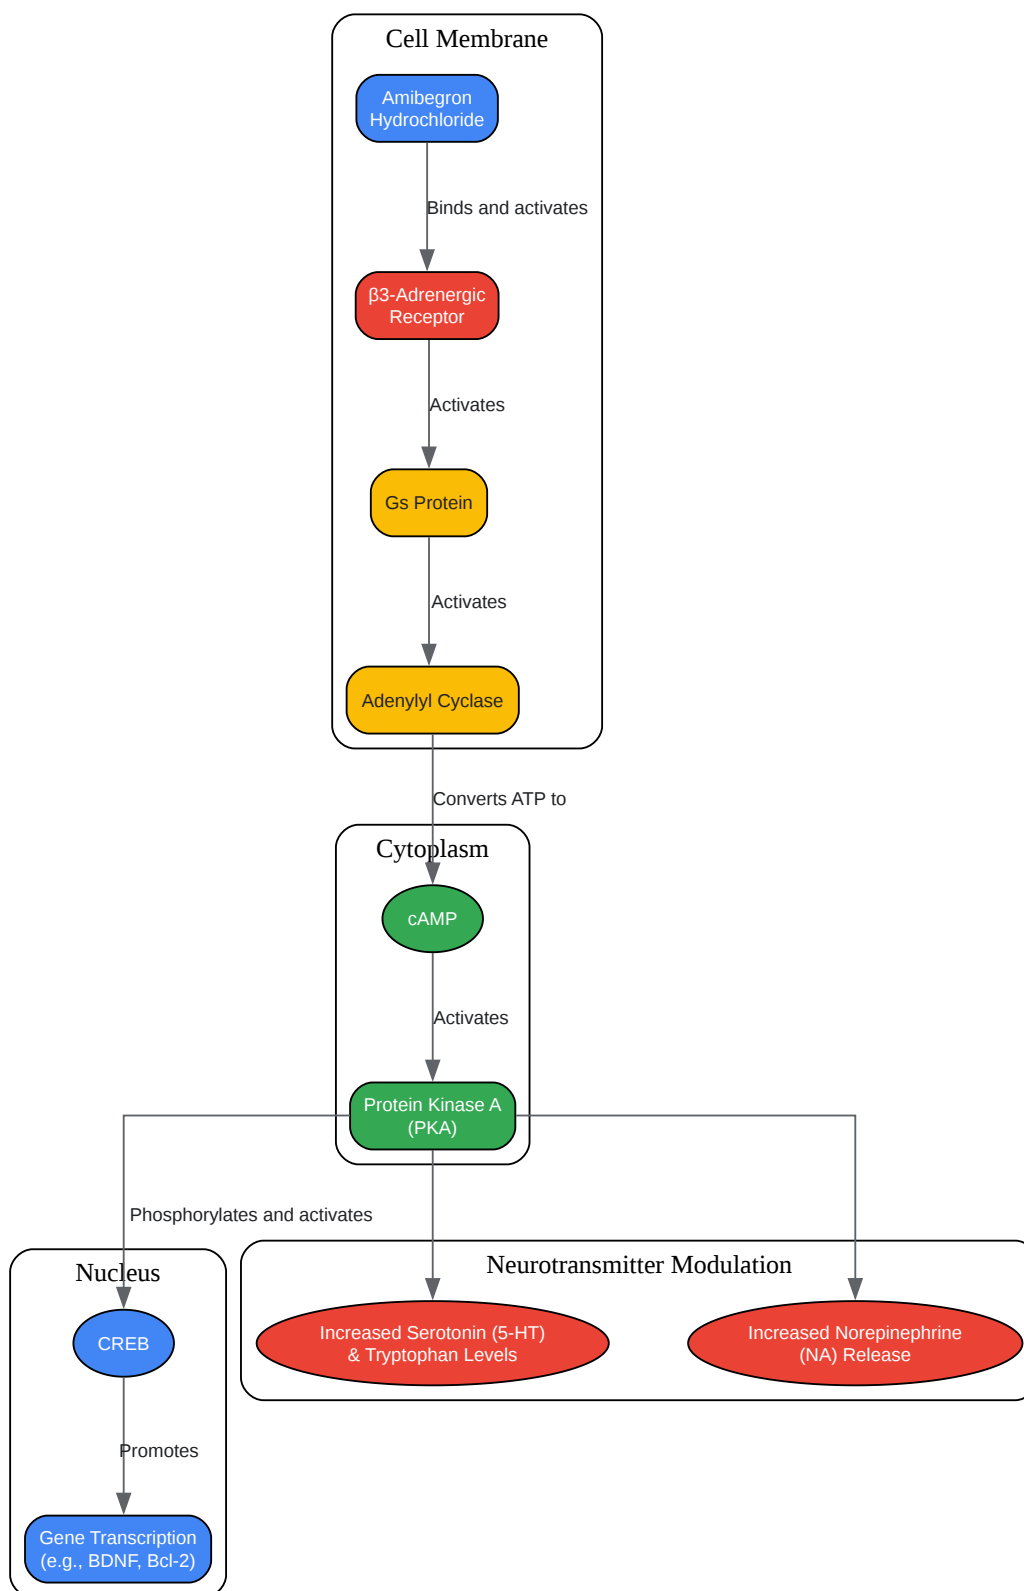 Cell Membrane
Amibegron
Hydrochloride
Binds and activates
β3-Adrenergic
Receptor
Activates
Gs Protein
Activates
Adenylyl Cyclase
Converts ATP to
Cytoplasm
cAMP
Activates
Protein Kinase A
(PKA)
Phosphorylates and activates
Nucleus
CREB
Promotes
Gene Transcription
(e.g., BDNF, Bcl-2)
Neurotransmitter Modulation
Increased Serotonin (5-HT)
& Tryptophan Levels
Increased Norepinephrine
(NA) Release